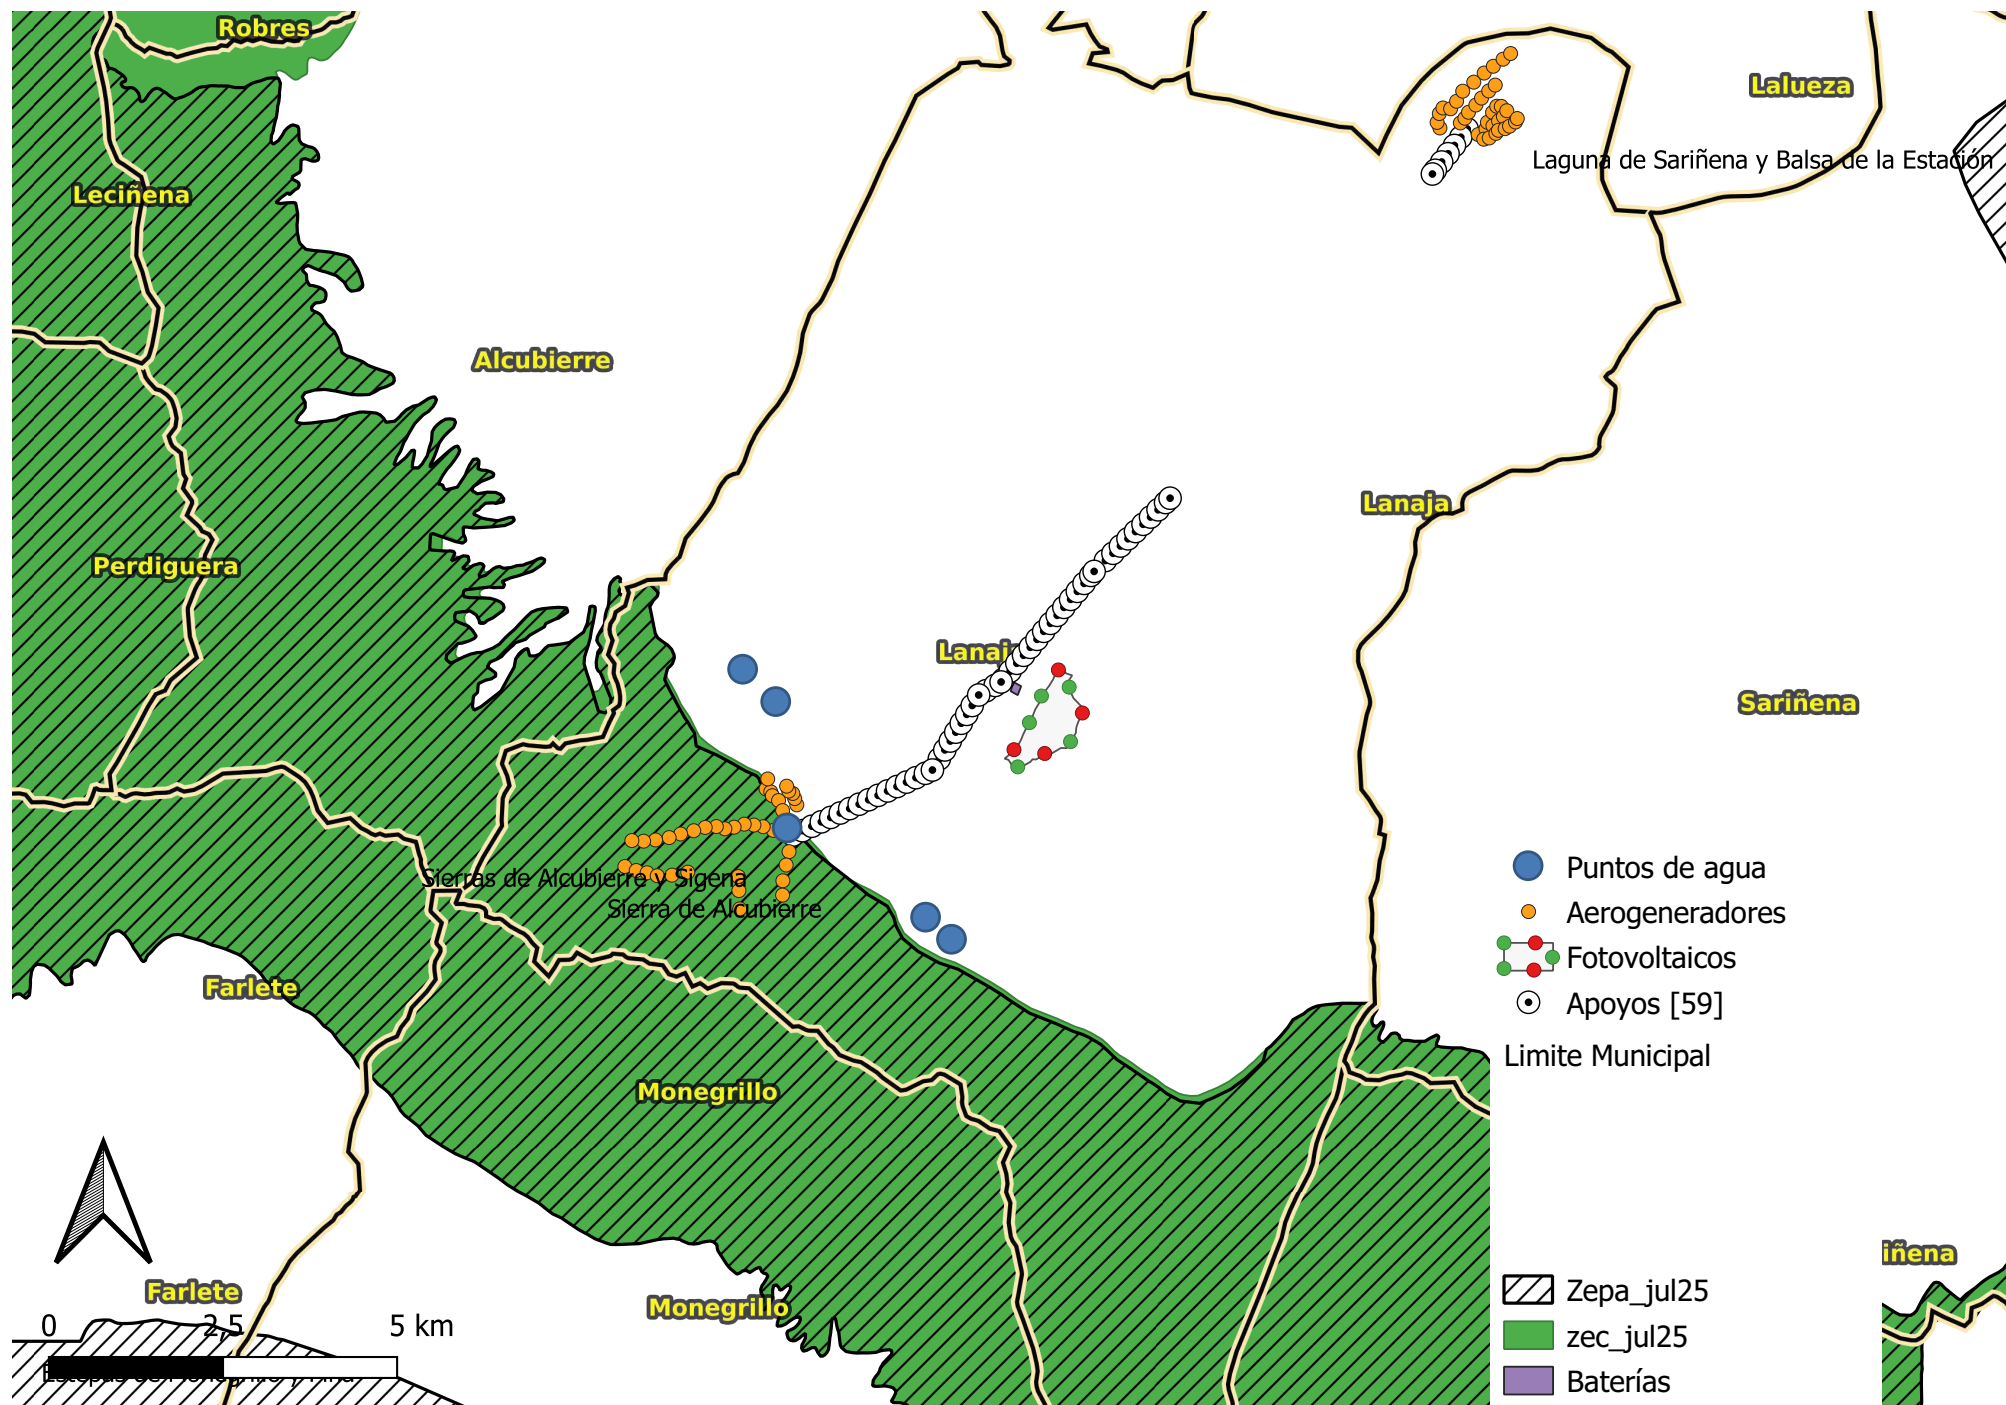 Robres
Lalueza
Laguna de Sariñena y Balsa de la Estación
Leciñena
Alcubierre
Lanaja
Perdiguera
Lanaj
Sariñena
Puntos de agua
Sierras de Alcubierre y Sigena
Aerogeneradores
Sierra de Alcubierre
Fotovoltaicos
Farlete
Apoyos [59]
Limite Municipal
Monegrillo
iñena
Farlete
Zepa_jul25
Monegrillo
0 2,5 5 km
zec_jul25
Baterías